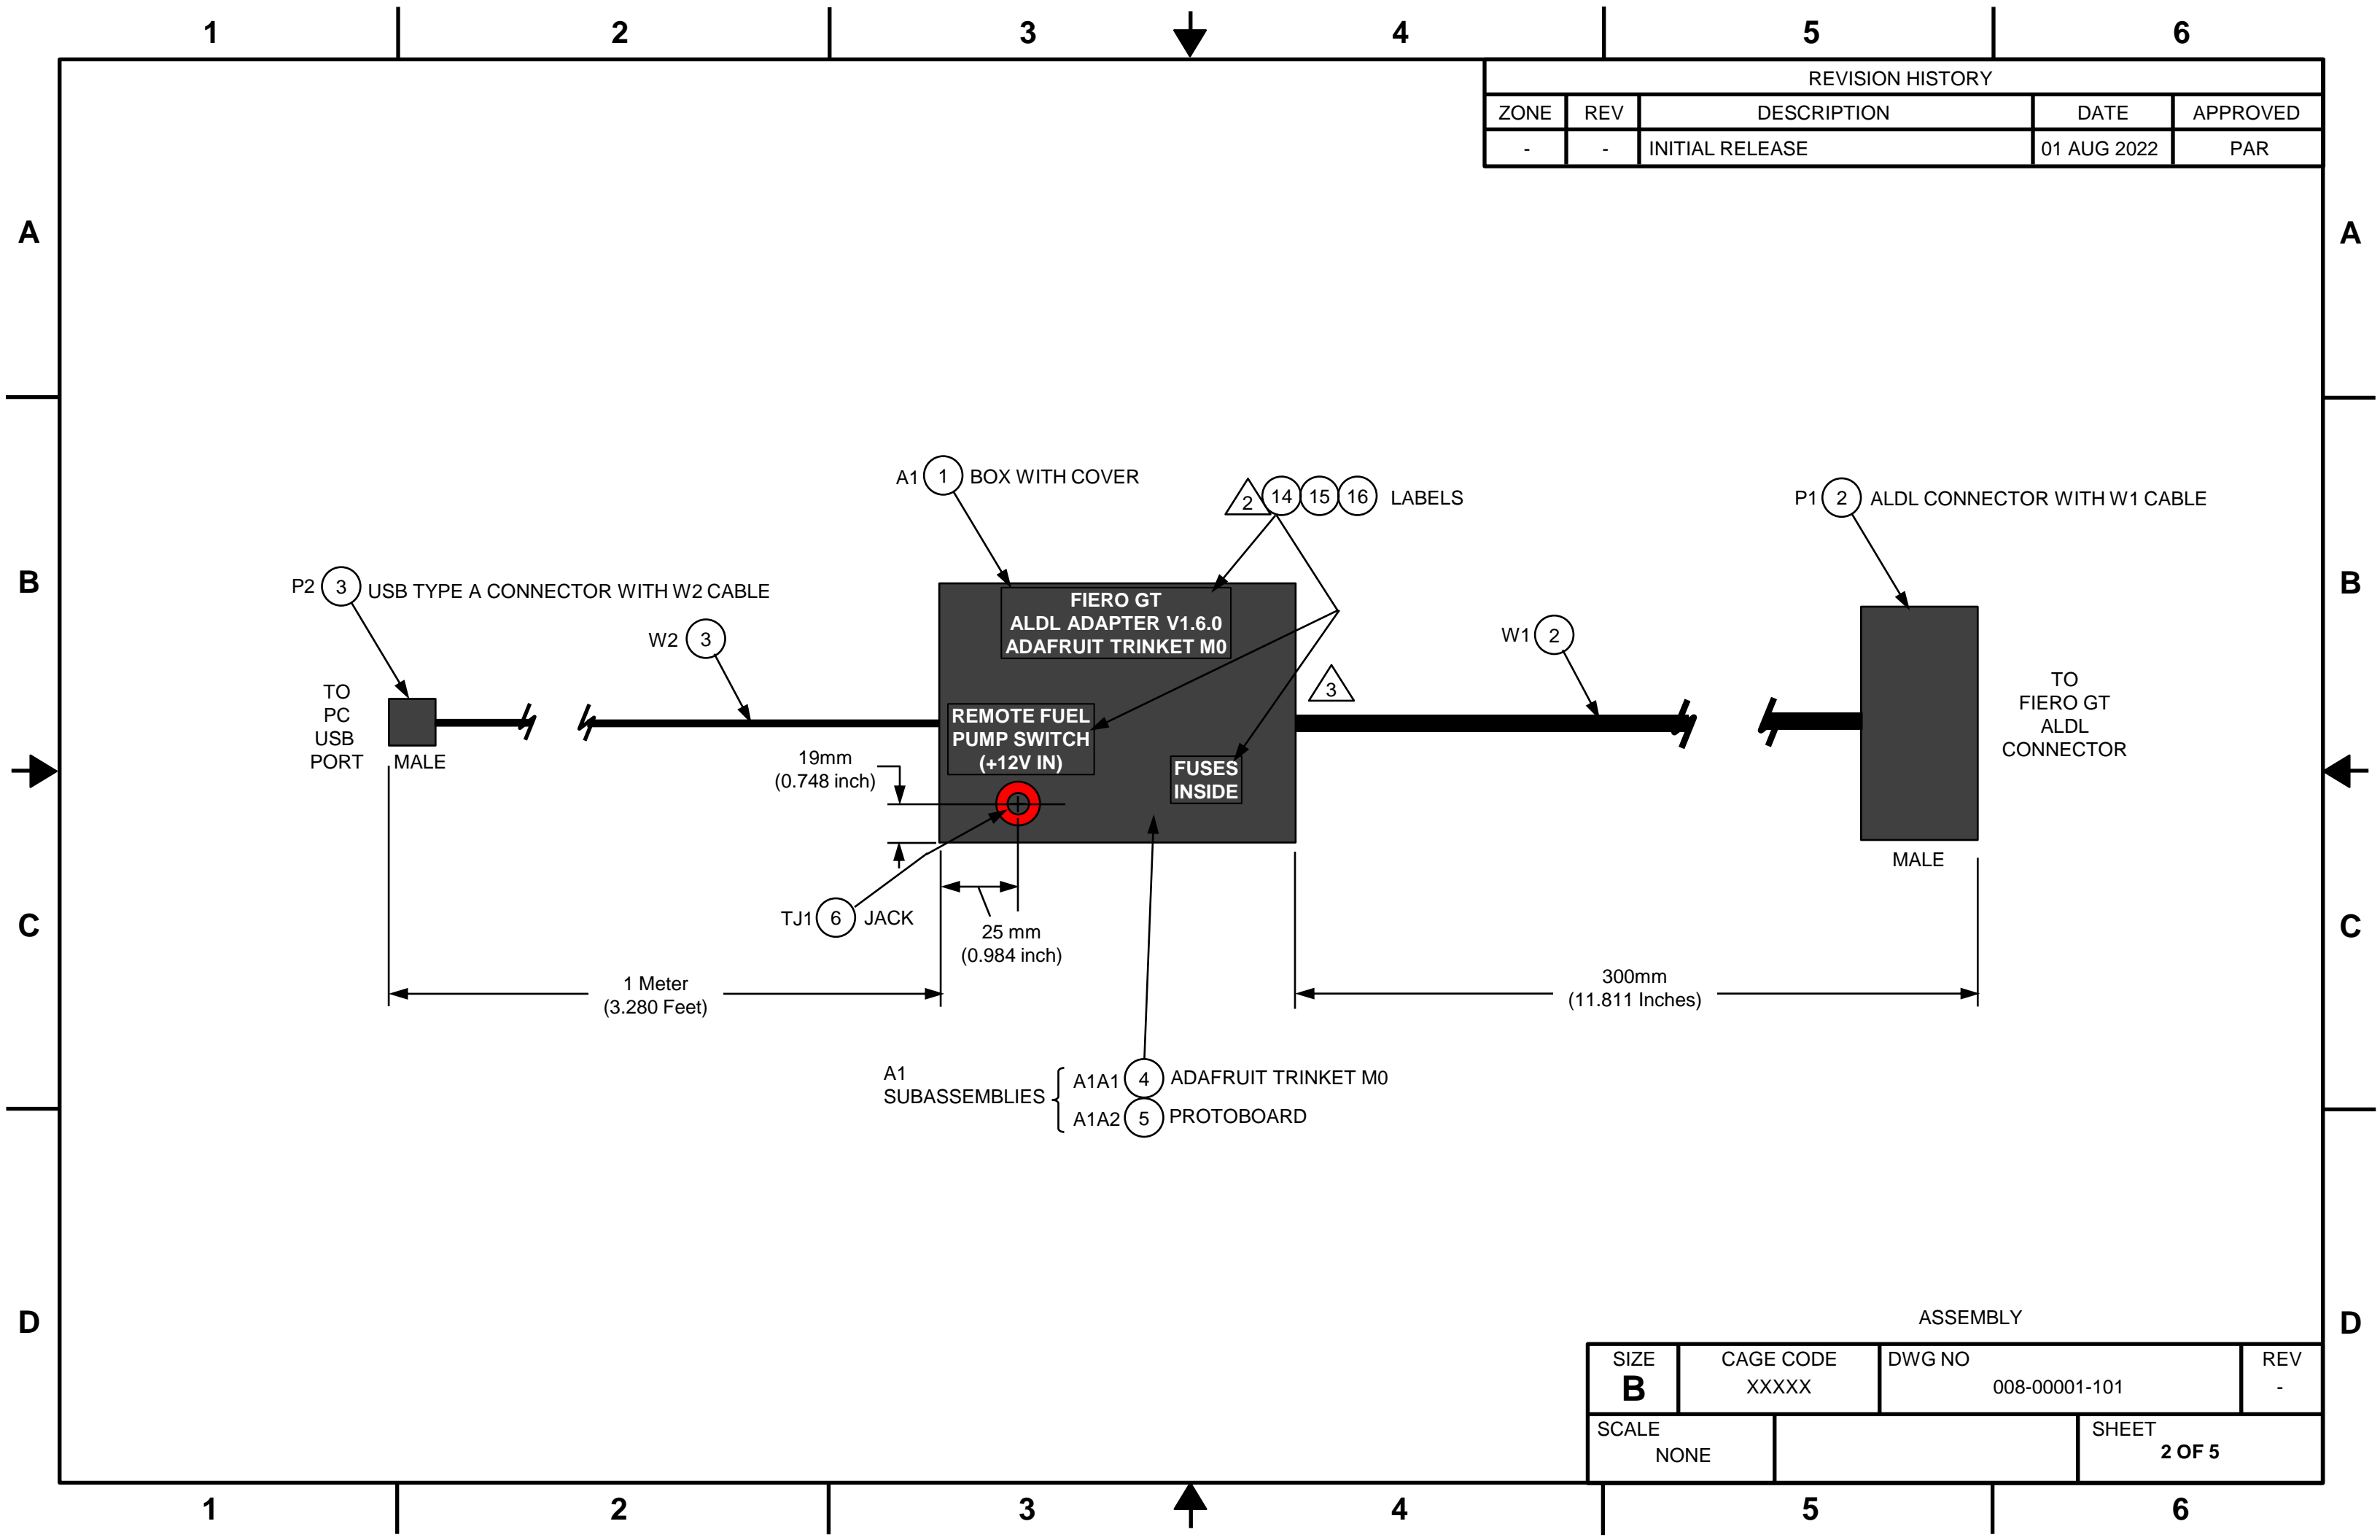 1 2 3 4 5 6
REVISION HISTORY
ZONE REV DESCRIPTION DATE APPROVED
- - INITIAL RELEASE 01 AUG 2022 PAR
A A
A1 1 BOX WITH COVER
2 14 15 16 LABELS
P1 2 ALDL CONNECTOR WITH W1 CABLE
B B
P2 3 USB TYPE A CONNECTOR WITH W2 CABLE
W2 3
FIERO GT
ALDL ADAPTER V1.6.0
ADAFRUIT TRINKET M0
W1 2
3
TO
PC
USB
PORT
MALE
REMOTE FUEL
PUMP SWITCH
(+12V IN)
FUSES
INSIDE
TO
FIERO GT
ALDL
CONNECTOR
MALE
19mm
(0.748 inch)
TJ1 6 JACK
25 mm
(0.984 inch)
C C
1 Meter
(3.280 Feet)
300mm
(11.811 Inches)
A1
SUBASSEMBLIES
A1A1 4 ADAFRUIT TRINKET M0
A1A2 5 PROTOBOARD
D D
ASSEMBLY
SIZE
B
CAGE CODE
XXXXX
DWG NO
008-00001-101
REV
-
SCALE
NONE
SHEET
2 OF 5
1 2 3 4 5 6